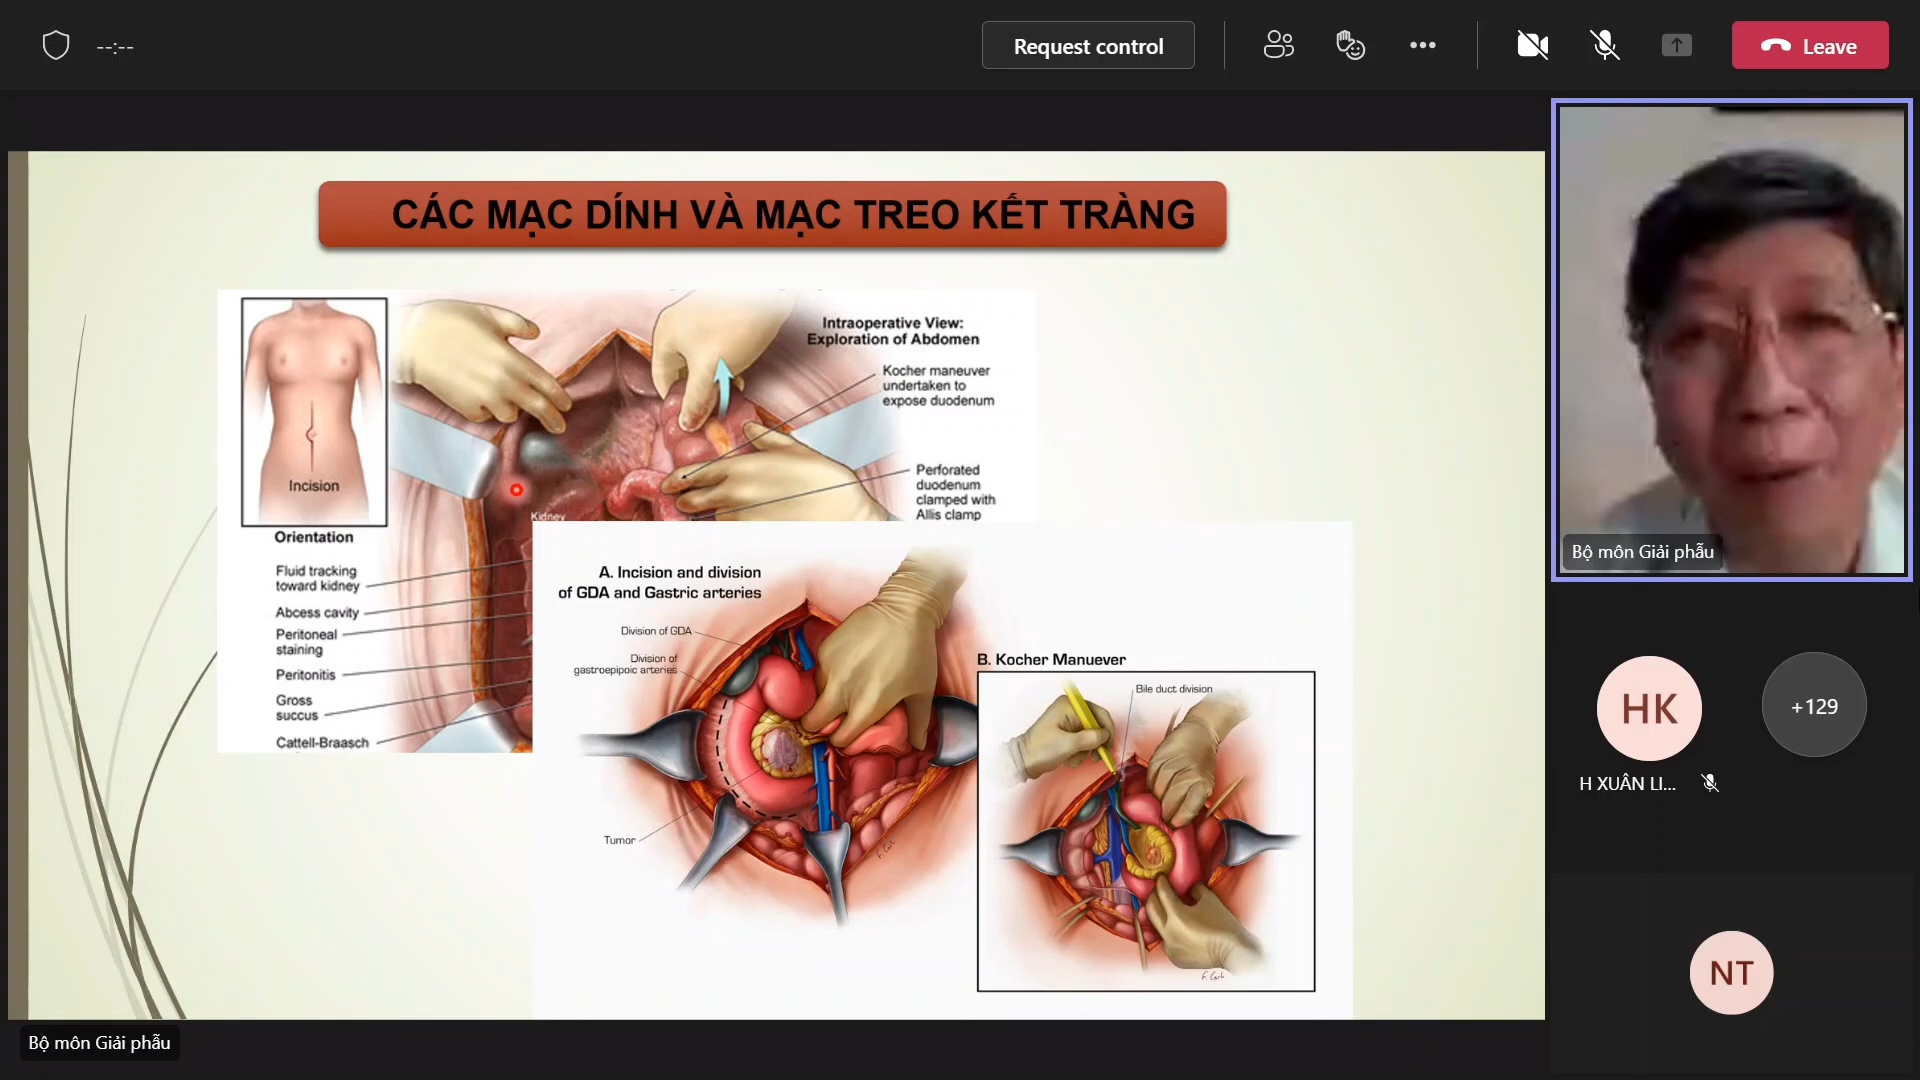 --:--
Request control
Leave
CÁC MẠC DÍNH VÀ MẠC TREO KẾT TRÀNG
Intraoperative View:
Exploration of Abdomen
Kocher maneuver
undertaken to
expose duodenum
Perforated
duodenum
clamped with
Allis clamp
Incision
Kidney
Orientation
Fluid tracking
toward kidney
Abcess cavity
Peritoneal
staining
Peritonitis
Gross
succus
Cattell-Braasch
A. Incision and division
of GDA and Gastric arteries
Division of GDA
Division of
gastroepipoic arteries
Tumor
B. Kocher Manuever
Bile duct division
Bộ môn Giải phẫu
HK
+129
H XUÂN LI...
NT
Bộ môn Giải phẫu